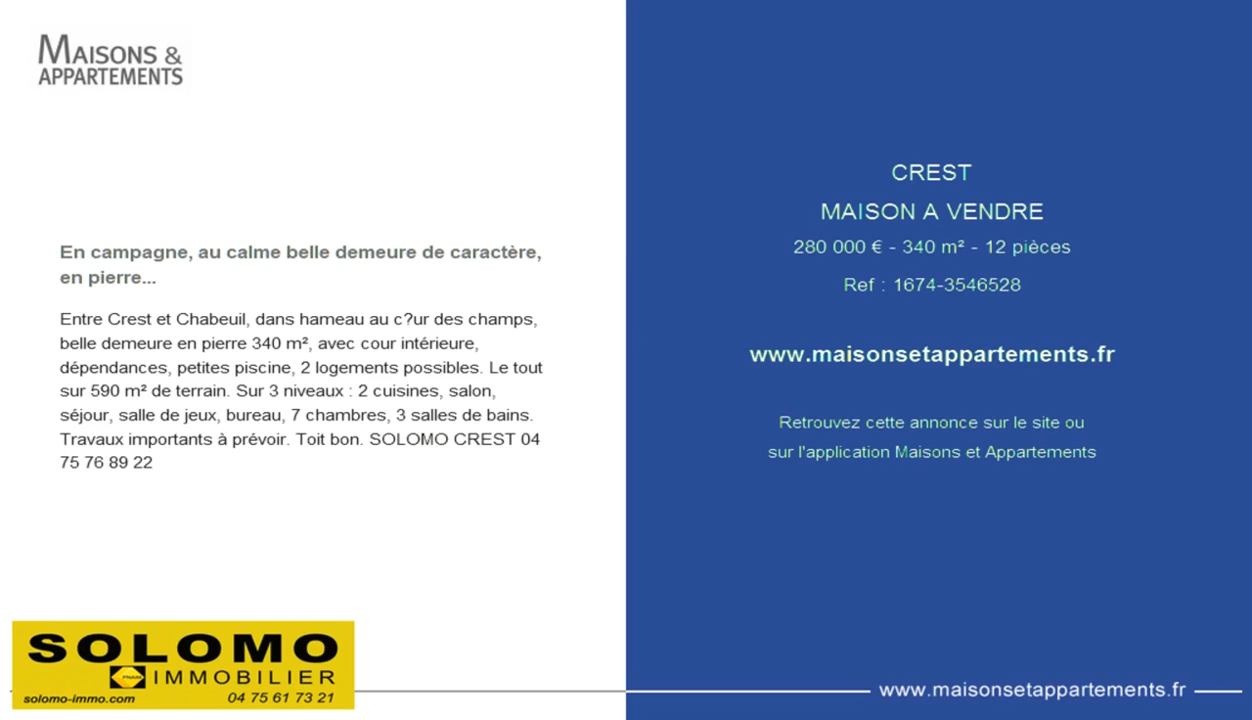 MAISONS &
APPARTEMENTS
En campagne, au calme belle demeure de caractère,
en pierre...
Entre Crest et Chabeuil, dans hameau au c?ur des champs,
belle demeure en pierre 340 m², avec cour intérieure,
dépendances, petites piscine, 2 logements possibles. Le tout
sur 590 m² de terrain. Sur 3 niveaux : 2 cuisines, salon,
séjour, salle de jeux, bureau, 7 chambres, 3 salles de bains.
Travaux importants à prévoir. Toit bon. SOLOMO CREST 04
75 76 89 22
SOLOMO
IMMOBILIER
solomo-immo.com 04 75 61 73 21
CREST
MAISON A VENDRE
280 000 € - 340 m² - 12 pièces
Ref : 1674-3546528
www.maisonsetappartements.fr
Retrouvez cette annonce sur le site ou
sur l'application Maisons et Appartements
www.maisonsetappartements.fr